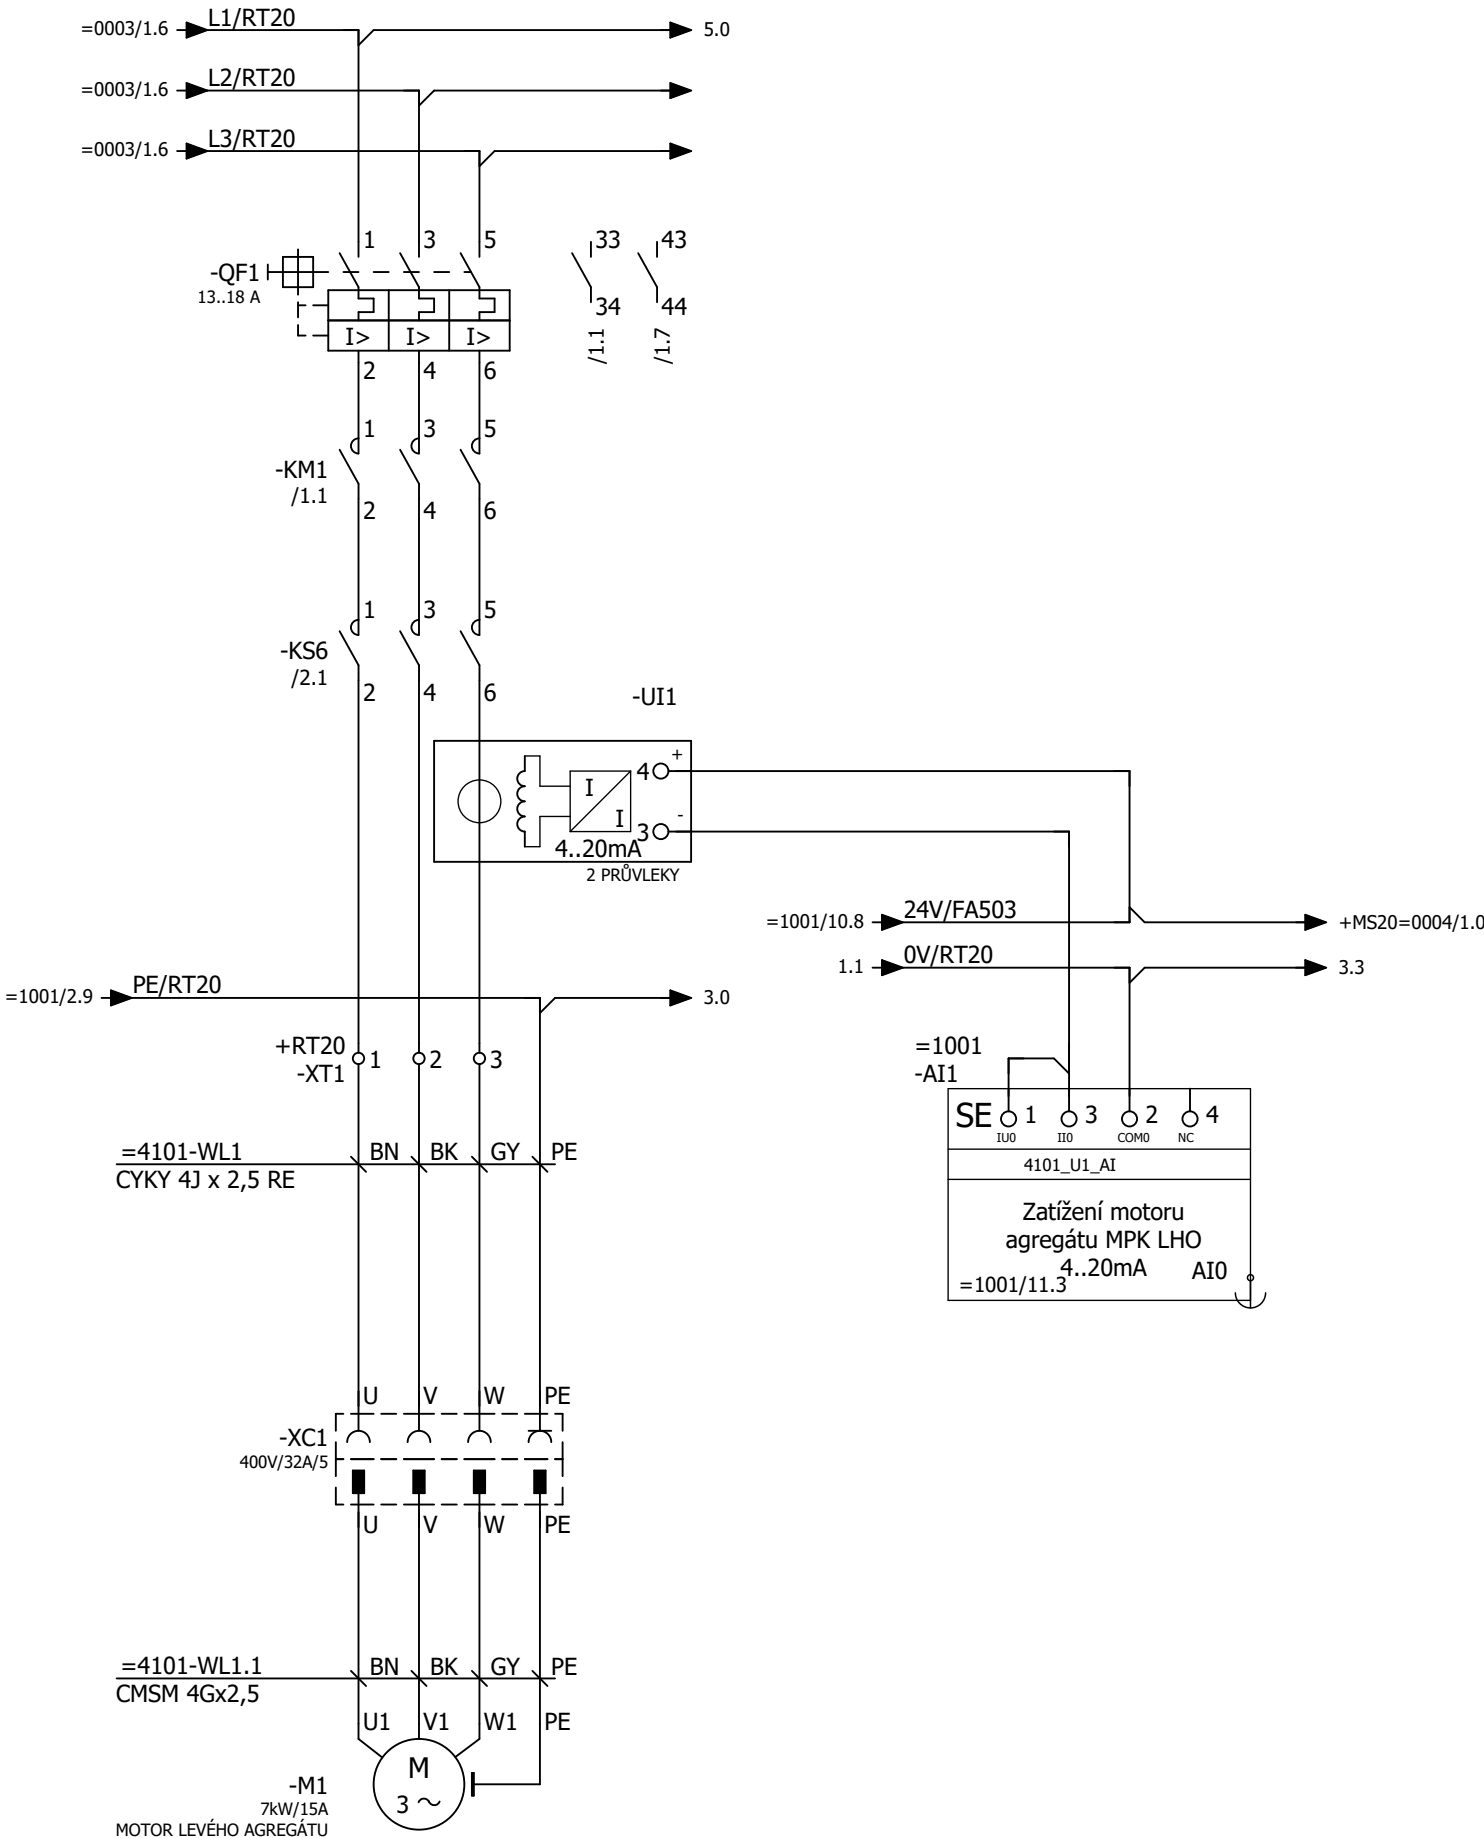 =0003/1.6 L1/RT20 5.0
=0003/1.6 L2/RT20
=0003/1.6 L3/RT20
1 3 5 33 43
-QF1
13..18 A
34 44
I> I> I>
/1.1 /1.7
2 4 6
1 3 5
-KM1
/1.1
2 4 6
1 3 5
-KS6
/2.1
2 4 6
-UI1
4 +
I
I
3 -
4..20mA
2 PRŮVLEKY
=1001/10.8 24V/FA503 +MS20=0004/1.0
1.1 0V/RT20 3.3
=1001/2.9 PE/RT20 3.0
+RT20
-XT1
1 2 3
=1001
-AI1
SE 1 3 2 4
IU0 II0 COM0 NC
4101_U1_AI
Zatížení motoru
agregátu MPK LHO
4..20mA AI0
=1001/11.3
=4101-WL1 BN BK GY PE
CYKY 4J x 2,5 RE
U V W PE
-XC1
400V/32A/5
U V W PE
=4101-WL1.1 BN BK GY PE
CMSM 4Gx2,5
U1 V1 W1 PE
M
3 ~
-M1
7kW/15A
MOTOR LEVÉHO AGREGÁTU